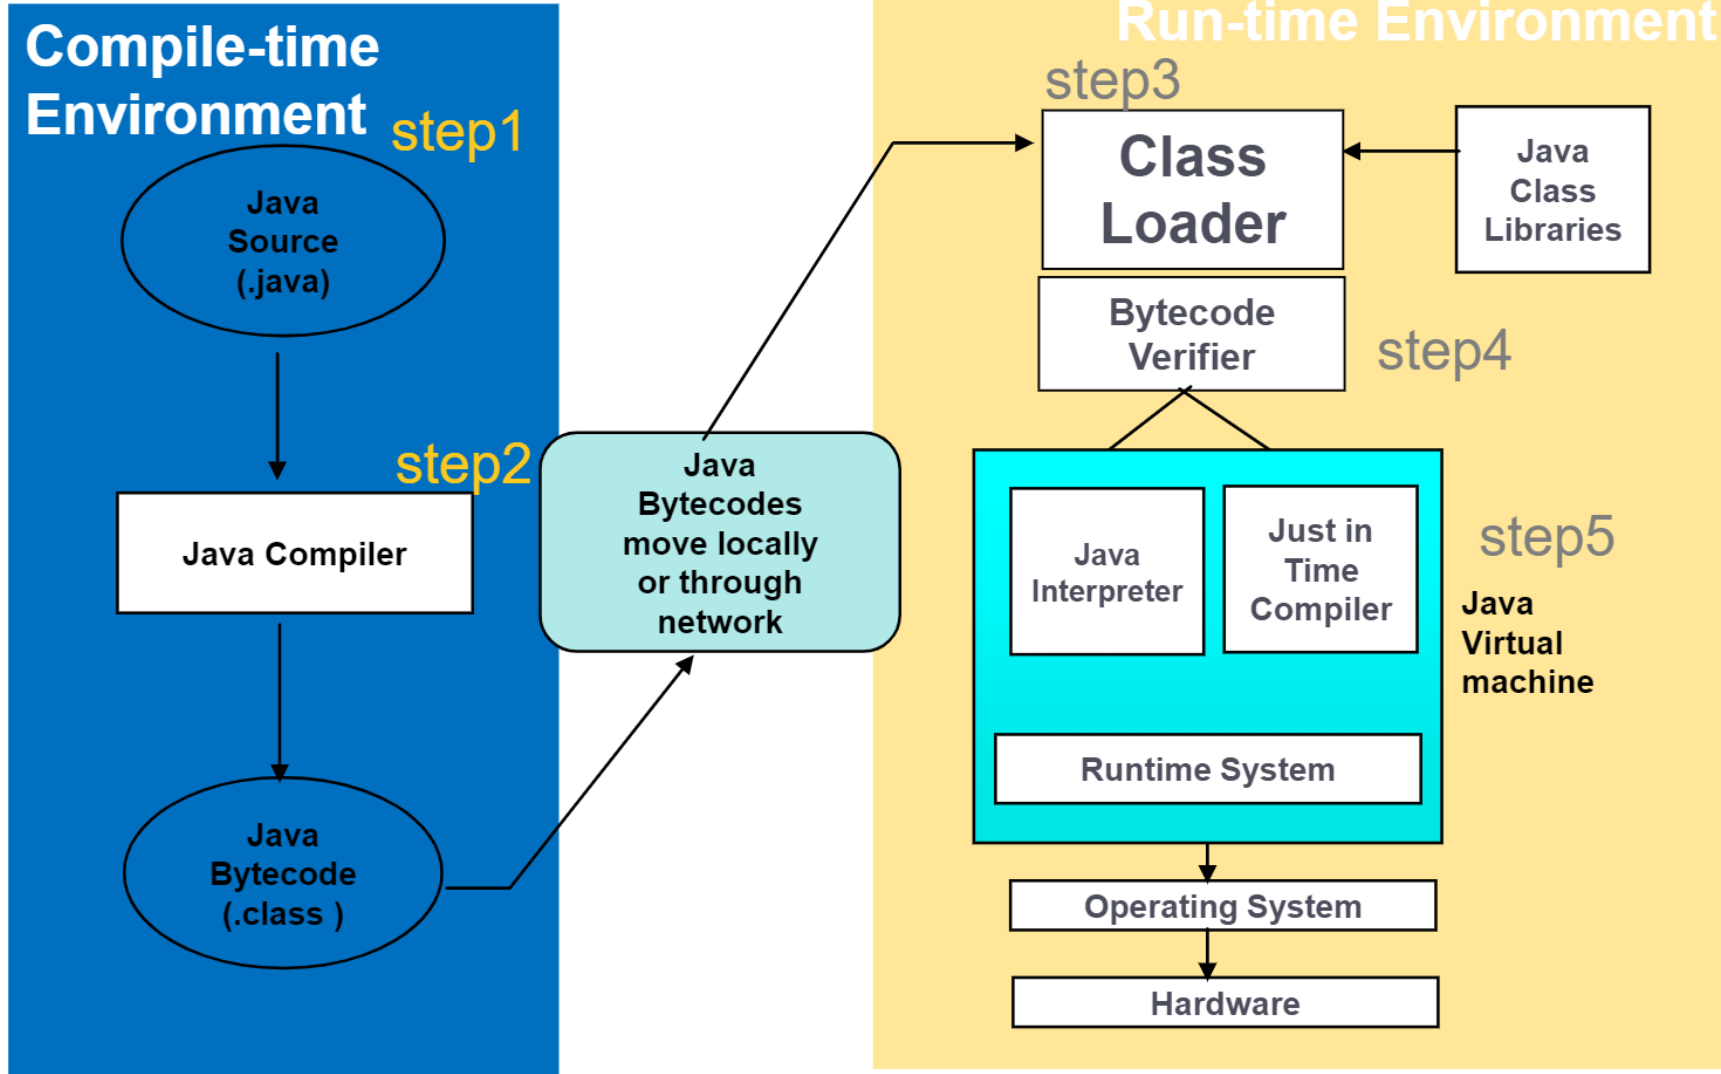 Compile-time
Environment
step1
Java
Source
(.java)
step2
Java Compiler
Java
Bytecode
(.class )
Java
Bytecodes
move locally
or through
network
Run-time Environment
step3
Class
Loader
Java
Class
Libraries
Bytecode
Verifier
step4
Java
Interpreter
Just in
Time
Compiler
step5
Java
Virtual
machine
Runtime System
Operating System
Hardware